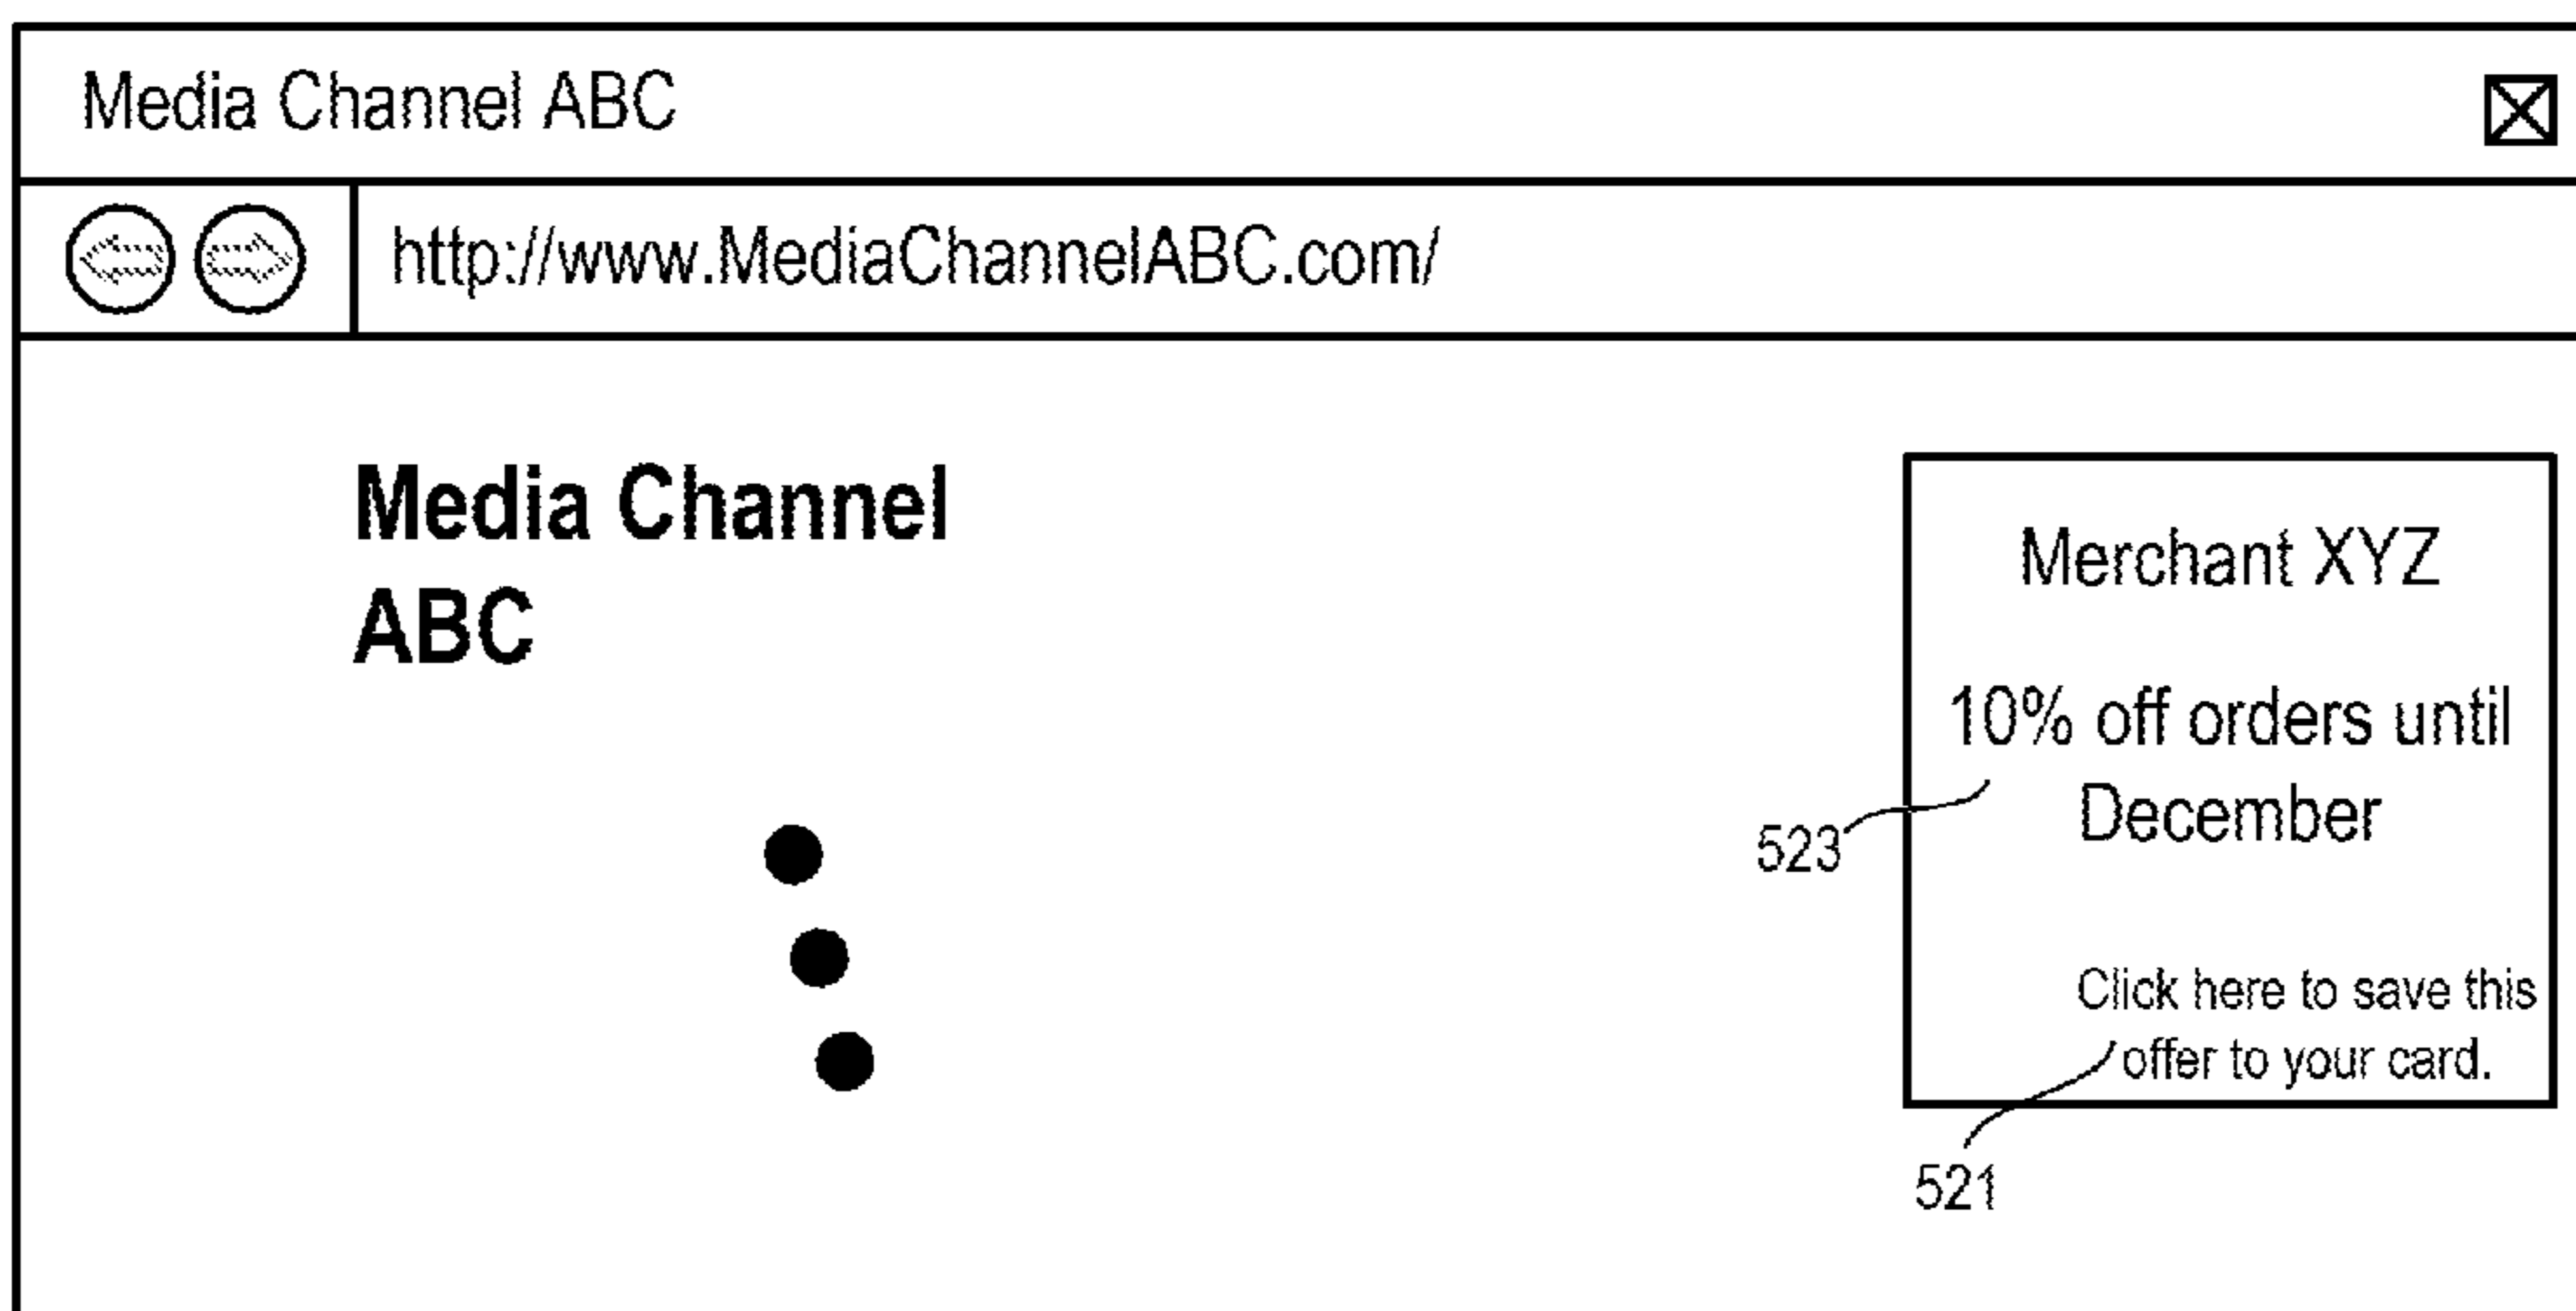 Media Channel ABC
http://www.MediaChannelABC.com/
Media Channel
ABC
Merchant XYZ
10% off orders until
December
523
Click here to save this
offer to your card.
521